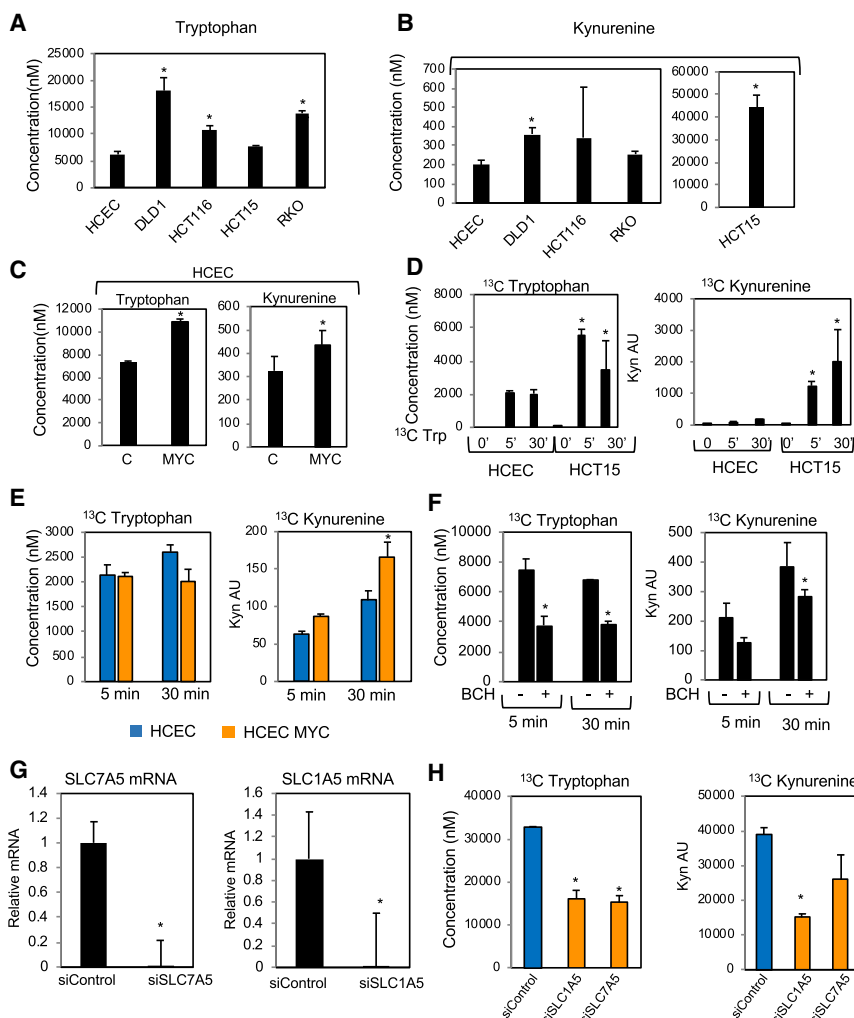 A
Tryptophan
Concentration(nM)
25000
20000
15000
10000
5000
0
*
*
*
HCEC
DLD1
HCT116
HCT15
RKO
B
Kynurenine
Concentration (nM)
700
600
500
400
300
200
100
0
*
HCEC
DLD1
HCT116
RKO
60000
50000
40000
30000
20000
10000
0
*
HCT15
C
HCEC
Tryptophan
Concentration(nM)
12000
10000
8000
6000
4000
2000
0
*
C MYC
Kynurenine
600
500
400
300
200
100
0
*
C MYC
D
13C Tryptophan
Concentration (nM)
8000
6000
4000
2000
0
* *
13C Trp
0' 5' 30' 0' 5' 30'
HCEC HCT15
13C Kynurenine
Kyn AU
4000
3000
2000
1000
0
* *
0 5' 30' 0' 5' 30'
HCEC HCT15
E
13C Tryptophan
Concentration (nM)
3000
2500
2000
1500
1000
500
0
5 min 30 min
13C Kynurenine
Kyn AU
200
150
100
50
0
*
5 min 30 min
HCEC HCEC MYC
F
13C Tryptophan
Concentration (nM)
10000
8000
6000
4000
2000
0
* *
BCH - + - +
5 min 30 min
13C Kynurenine
Kyn AU
500
400
300
200
100
0
*
BCH - + - +
5 min 30 min
G
SLC7A5 mRNA
Relative mRNA
1.4
1.2
1
0.8
0.6
0.4
0.2
0
*
siControl siSLC7A5
SLC1A5 mRNA
Relative mRNA
1.6
1.4
1.2
1
0.8
0.6
0.4
0.2
0
*
siControl siSLC1A5
H
13C Tryptophan
Concentration (nM)
40000
30000
20000
10000
0
* *
siControl
siSLC1A5
siSLC7A5
13C Kynurenine
Kyn AU
50000
40000
30000
20000
10000
0
*
siControl
siSLC1A5
siSLC7A5